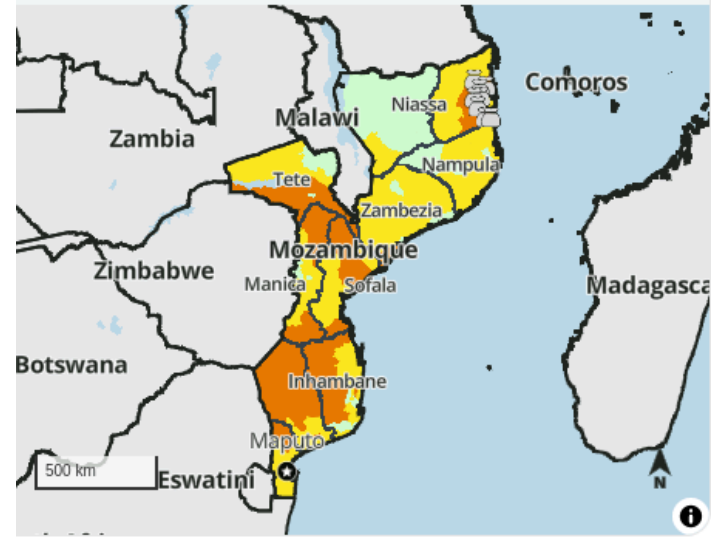 Comoros
Niassa
Malawi
Zambia
Nampula
Tete
Zambezia
Mozambique
Zimbabwe
Manica
Sofala
Madagasca
Botswana
Inhambane
Maputo
500 km
Eswatini
N
i